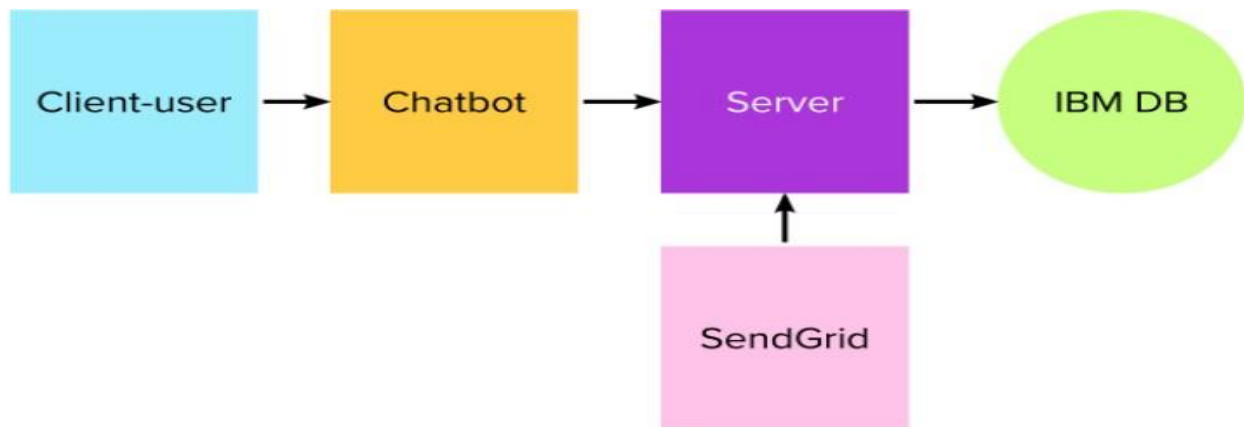 Client-user
Chatbot
Server
IBM DB
SendGrid